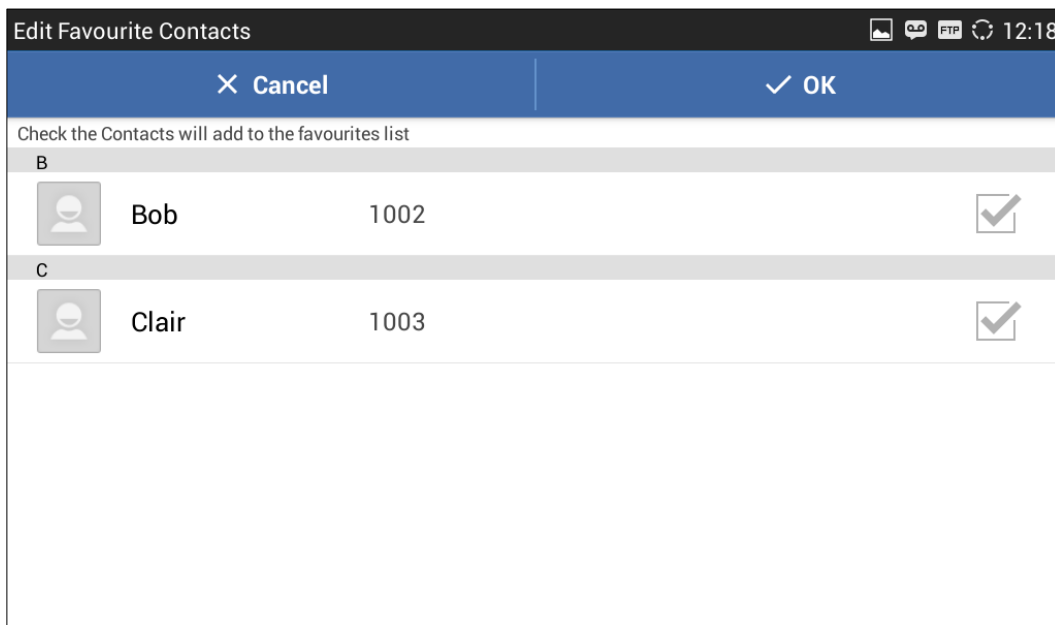 Edit Favourite Contacts FTP 12:18
Cancel OK
Check the Contacts will add to the favourites list
B
Bob 1002
C
Clair 1003